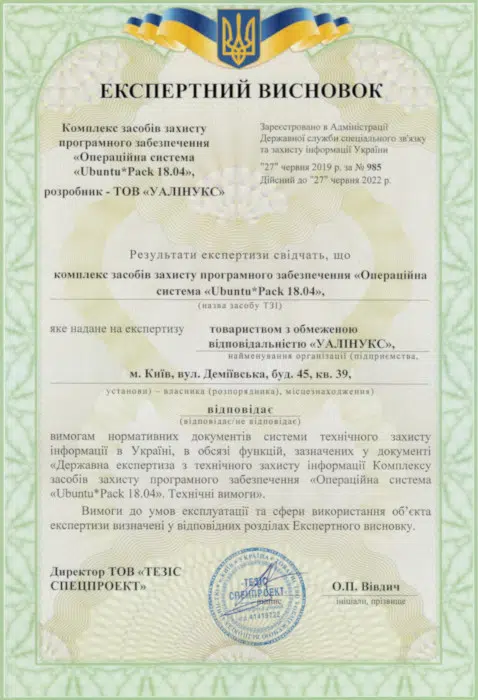 ЕКСПЕРТНИЙ ВИСНОВОК
Комплекс засобів захисту
програмного забезпечення
«Операційна система
«Ubuntu*Pack 18.04»,
розробник - ТОВ «УАЛІНУКС»
Зареєстровано в Адміністрації
Державної служби спеціального зв'язку
та захисту інформації України
"27" червня 2019 р. за № 985
Дійсний до "27" червня 2022 р.
Результати експертизи свідчать, що
комплекс засобів захисту програмного забезпечення «Операційна
система «Ubuntu*Pack 18.04»,
(назва засобу ТЗІ)
яке надане на експертизу товариством з обмеженою
відповідальністю «УАЛІНУКС»,
найменування організації (підприємства,
м. Київ, вул. Деміївська, буд. 45, кв. 39,
установи) – власника (розпорядника), місцезнаходження)
відповідає
(відповідає/не відповідає)
вимогам нормативних документів системи технічного захисту
інформації в Україні, в обсязі функцій, зазначених у документі
«Державна експертиза з технічного захисту інформації Комплексу
засобів захисту програмного забезпечення «Операційна система
«Ubuntu*Pack 18.04». Технічні вимоги».
Вимоги до умов експлуатації та сфери використання об'єкта
експертизи визначені у відповідних розділах Експертного висновку.
Директор ТОВ «ТЕЗІС
СПЕЦПРОЕКТ»
ТЕЗІС
СПЕЦПРОЕКТ
О.П. Вівдич
ініціали, прізвище